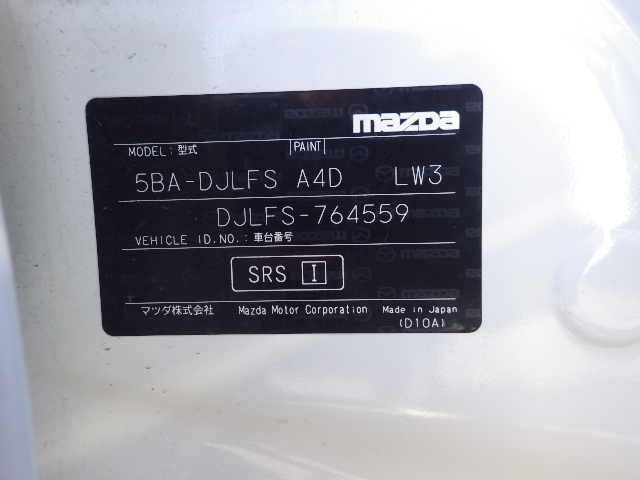 mazda
MODEL: 型式 PAINT
5BA-DJLFS A4D LW3
DJLFS-764559
VEHICLE ID.NO.: 車台番号
SRS I
マツダ株式会社 Mazda Motor Corporation Made in Japan
(D10A)